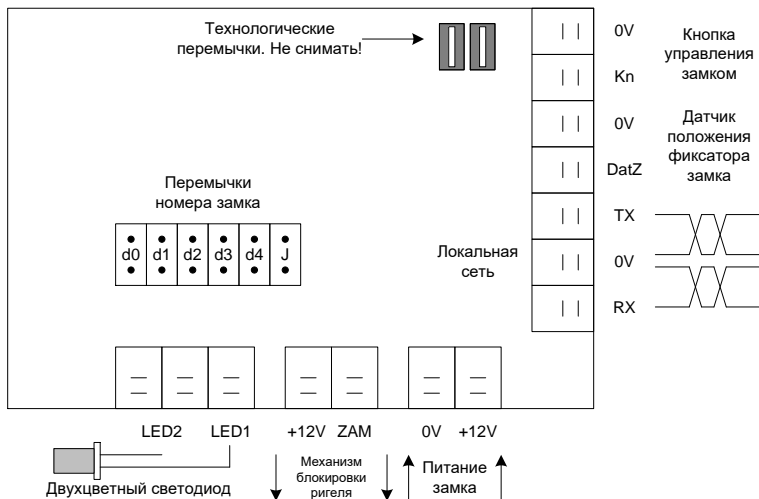 Технологические
перемычки. Не снимать!
0V
Кнопка
управления
замком
Kn
0V
Датчик
положения
фиксатора
замка
DatZ
Перемычки
номера замка
d0 d1 d2 d3 d4 J
TX
Локальная
сеть
0V
RX
LED2 LED1 +12V ZAM 0V +12V
Двухцветный светодиод
Механизм
блокировки
ригеля
Питание
замка